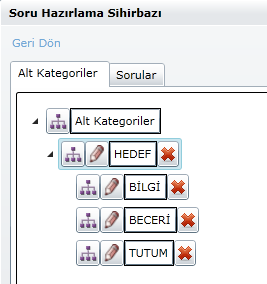 Soru Hazırlama Sihirbazı
Geri Dön
Alt Kategoriler Sorular
Alt Kategoriler
HEDEF
BİLGİ
BECERİ
TUTUM